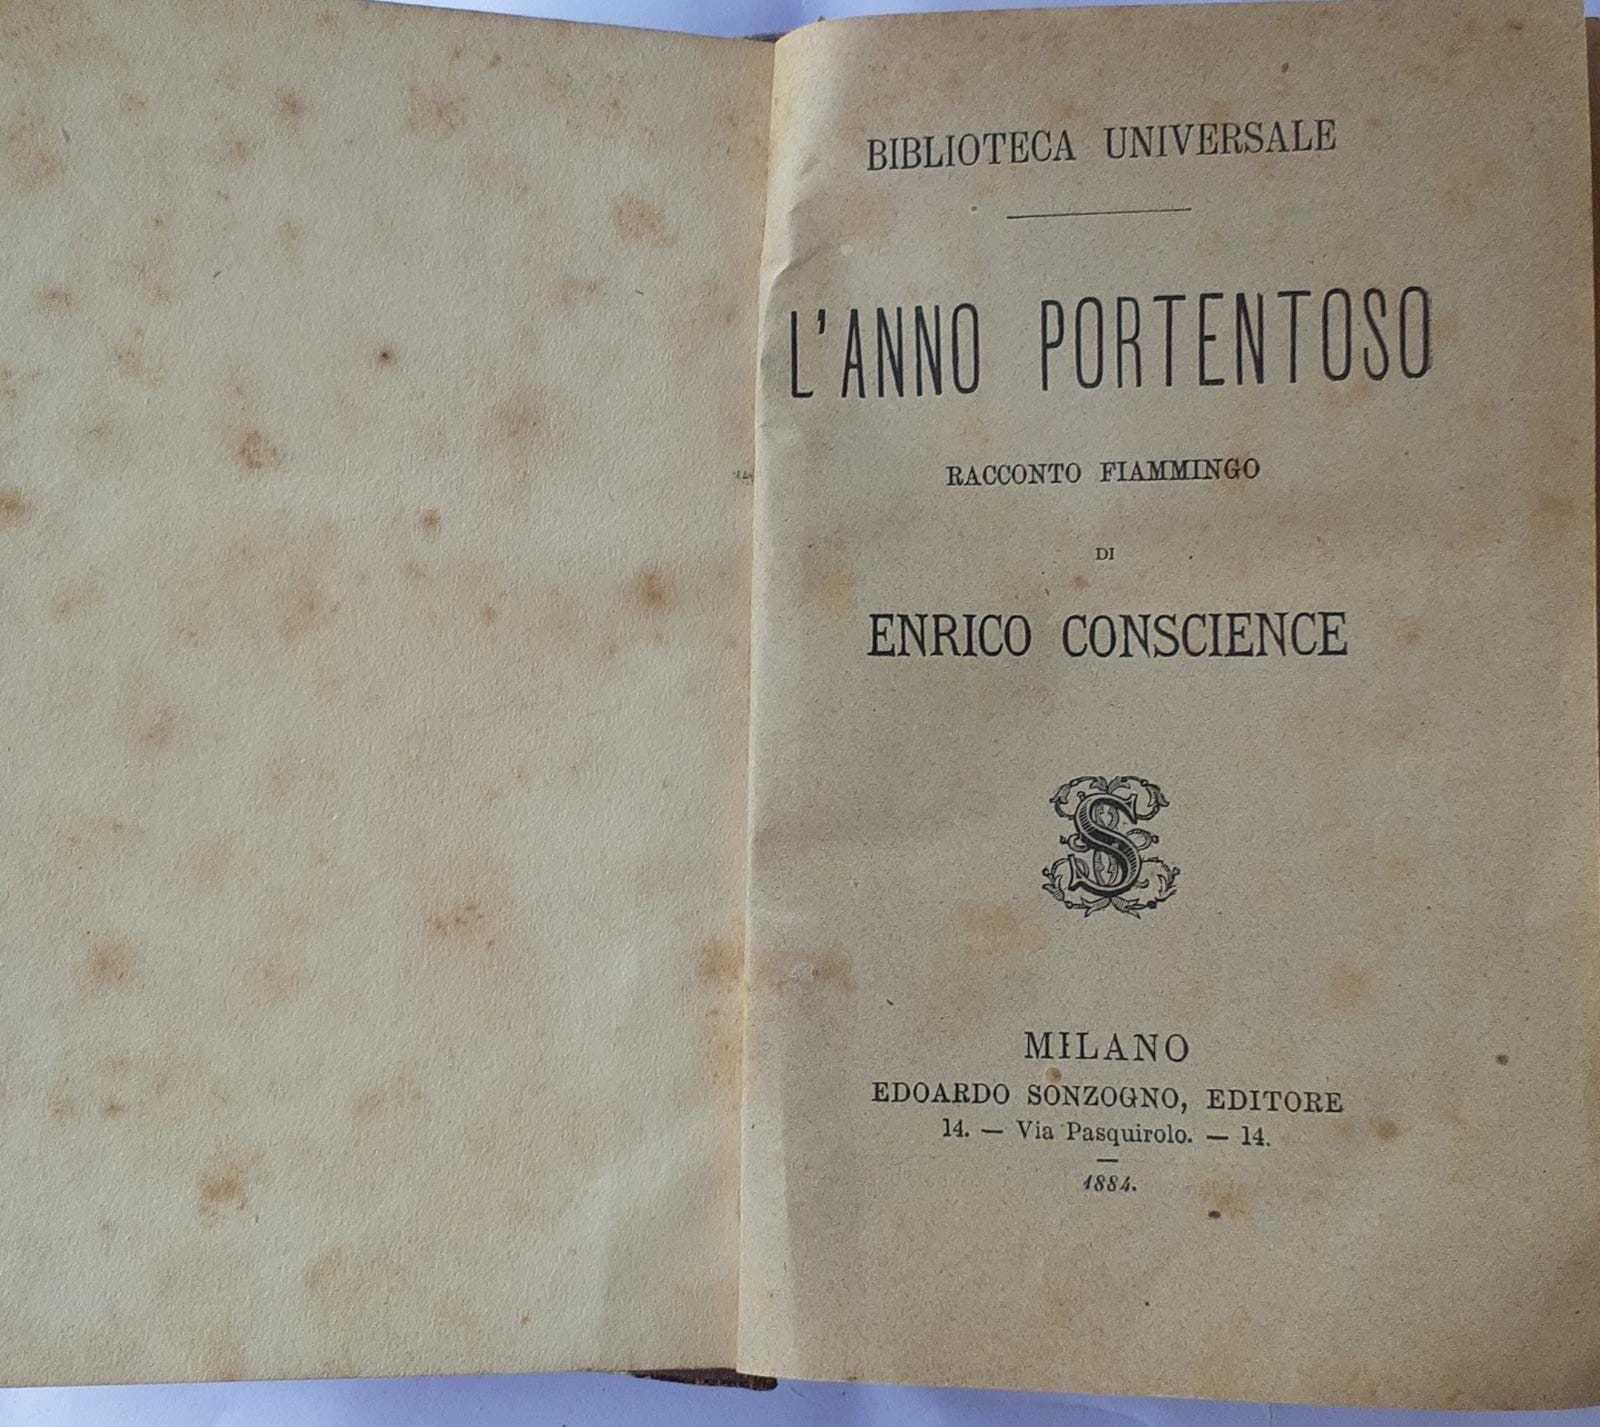 BIBLIOTECA UNIVERSALE
L'ANNO PORTENTOSO
RACCONTO FIAMMINGO
DI
ENRICO CONSCIENCE
S
MILANO
EDOARDO SONZOGNO, EDITORE
14. — Via Pasquirolo. — 14.
1884.